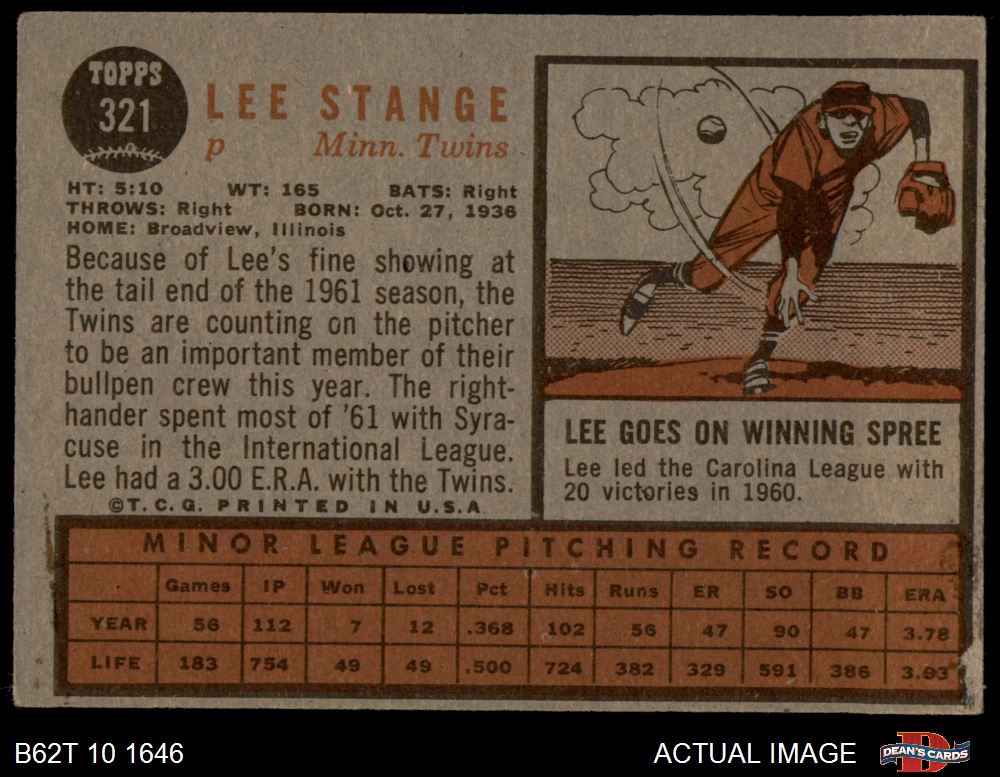 TOPPS
321
LEE STANGE
p Minn. Twins
HT: 5:10 WT: 165 BATS: Right
THROWS: Right BORN: Oct. 27, 1936
HOME: Broadview, Illinois
Because of Lee's fine showing at
the tail end of the 1961 season, the
Twins are counting on the pitcher
to be an important member of their
bullpen crew this year. The right-
hander spent most of '61 with Syra-
cuse in the International League.
Lee had a 3.00 E.R.A. with the Twins.
©T.C.G. PRINTED IN U.S.A
LEE GOES ON WINNING SPREE
Lee led the Carolina League with
20 victories in 1960.
MINOR LEAGUE PITCHING RECORD
Games IP Won Lost Pct Hits Runs ER SO BB ERA
YEAR 56 112 7 12 .368 102 56 47 90 47 3.78
LIFE 183 754 49 49 .500 724 382 329 591 386 3.93
B62T 10 1646 ACTUAL IMAGE DEAN'S CARDS